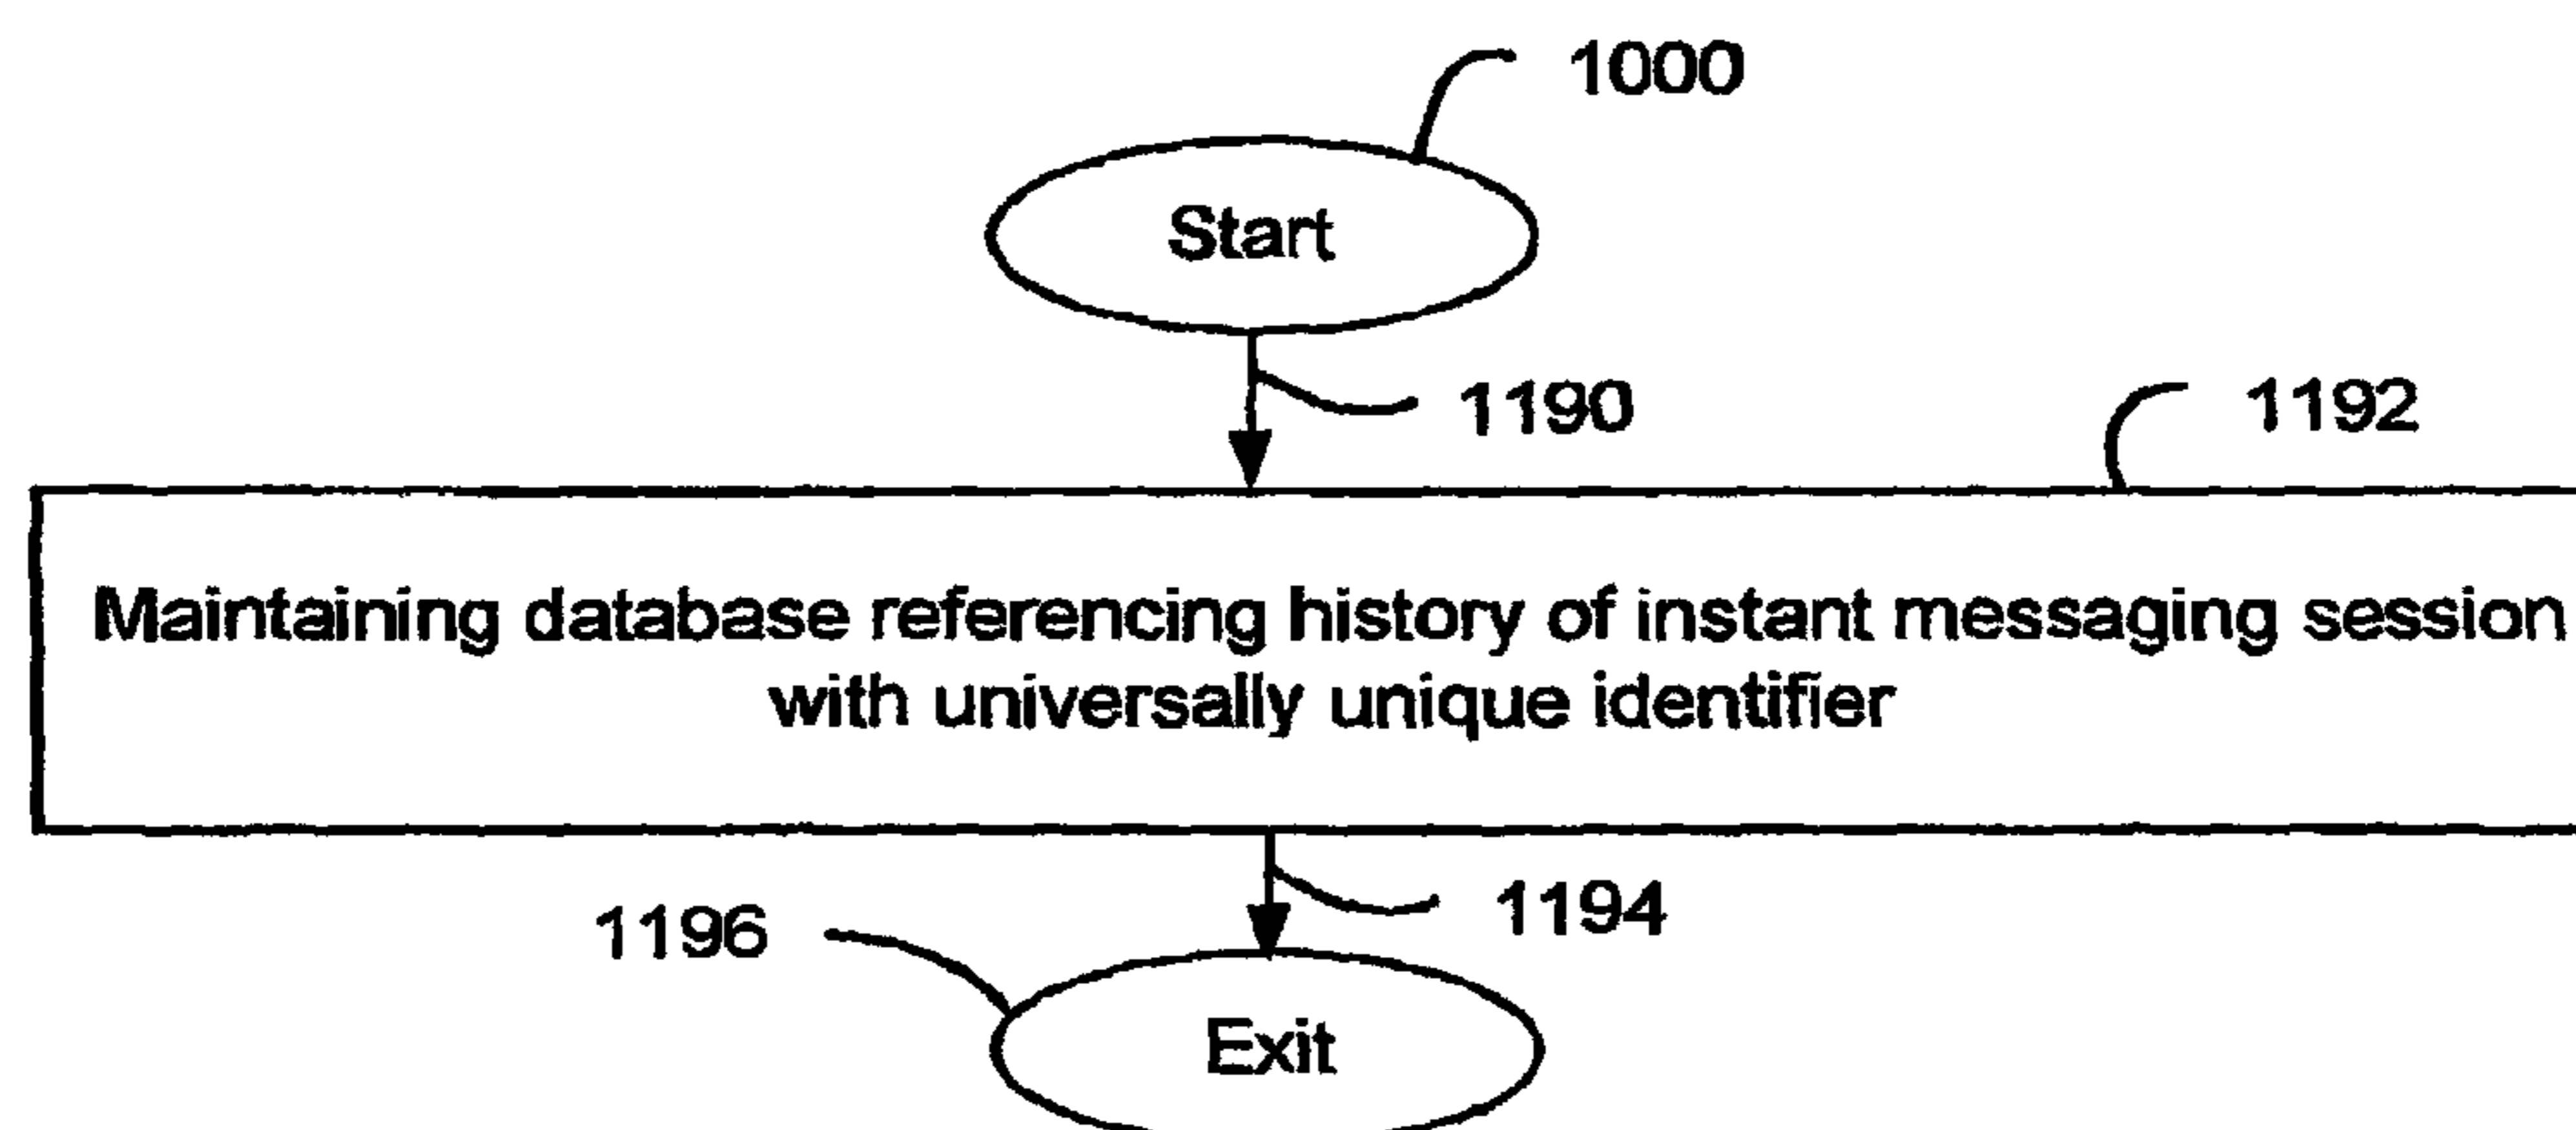 1000
Start
1190
1192
Maintaining database referencing history of instant messaging session
with universally unique identifier
1194
1196
Exit